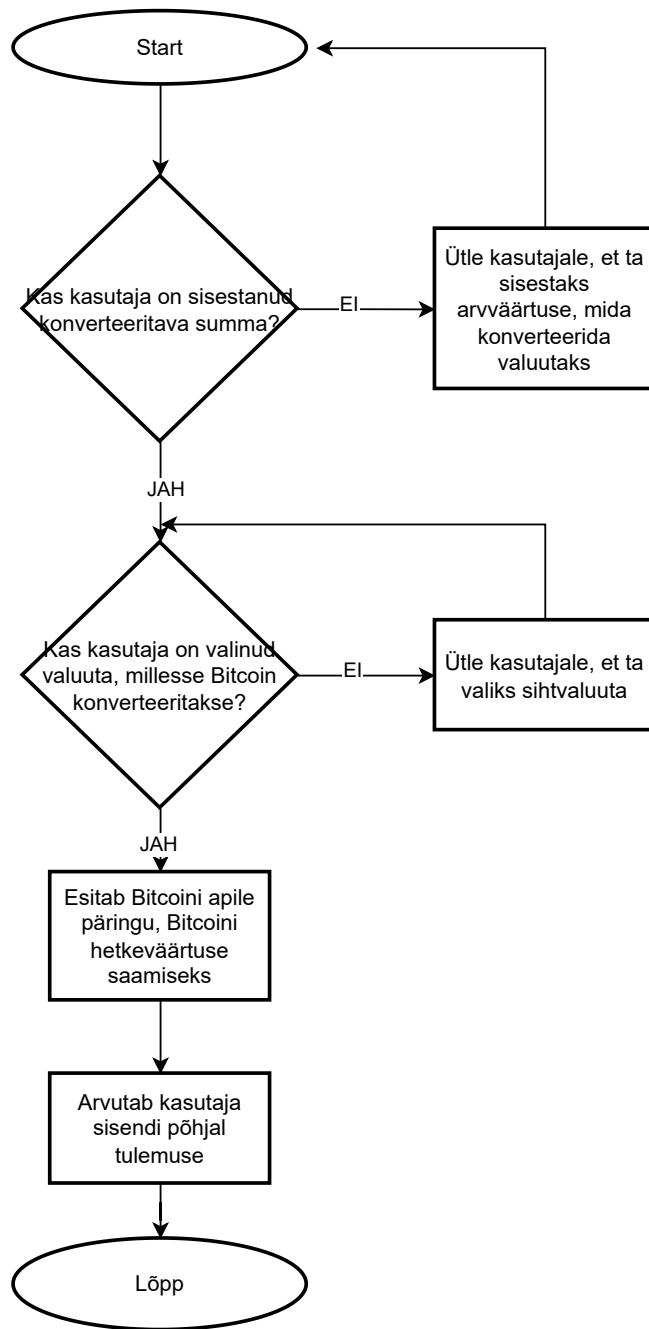 Start
Kas kasutaja on sisestanud
konverteeritava summa?
EI
Ütle kasutajale, et ta
sisestaks
arvväärtuse, mida
konverteerida
valuutaks
JAH
Kas kasutaja on valinud
valuuta, millesse Bitcoin
konverteeritakse?
EI
Ütle kasutajale, et ta
valiks sihtvaluuta
JAH
Esitab Bitcoini apile
päringu, Bitcoini
hetkeväärtuse
saamiseks
Arvutab kasutaja
sisendi põhjal
tulemuse
Lõpp